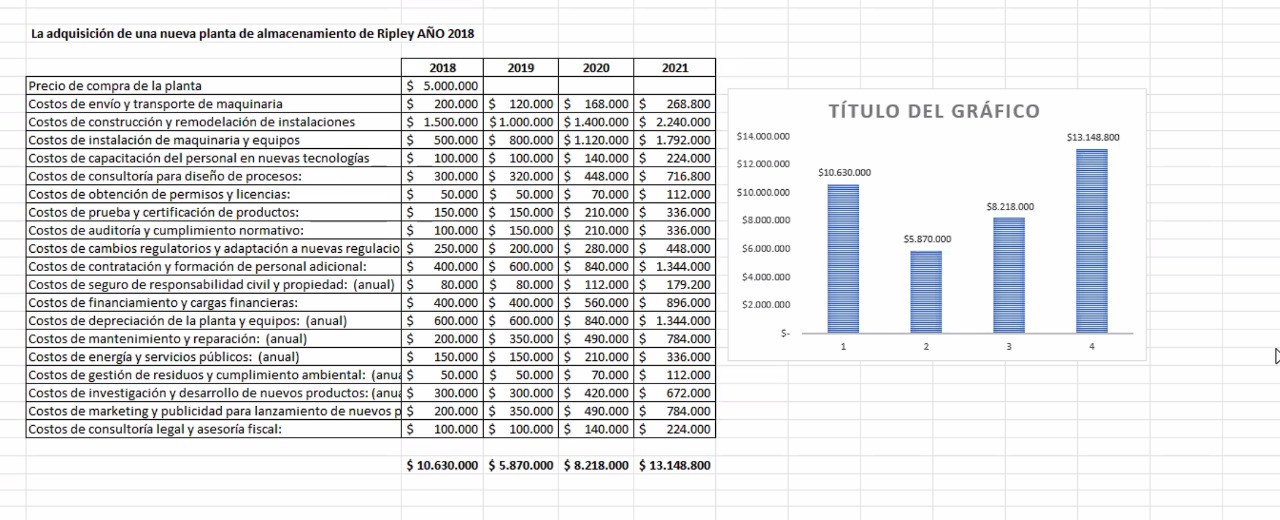 La adquisición de una nueva planta de almacenamiento de Ripley AÑO 2018
2018 2019 2020 2021
Precio de compra de la planta $ 5.000.000
Costos de envío y transporte de maquinaria $ 200.000 $ 120.000 $ 168.000 $ 268.800
Costos de construcción y remodelación de instalaciones $ 1.500.000 $ 1.000.000 $ 1.400.000 $ 2.240.000
Costos de instalación de maquinaria y equipos $ 500.000 $ 800.000 $ 1.120.000 $ 1.792.000
Costos de capacitación del personal en nuevas tecnologías $ 100.000 $ 100.000 $ 140.000 $ 224.000
Costos de consultoría para diseño de procesos: $ 300.000 $ 320.000 $ 448.000 $ 716.800
Costos de obtención de permisos y licencias: $ 50.000 $ 50.000 $ 70.000 $ 112.000
Costos de prueba y certificación de productos: $ 150.000 $ 150.000 $ 210.000 $ 336.000
Costos de auditoría y cumplimiento normativo: $ 100.000 $ 150.000 $ 210.000 $ 336.000
Costos de cambios regulatorios y adaptación a nuevas regulacio $ 250.000 $ 200.000 $ 280.000 $ 448.000
Costos de contratación y formación de personal adicional: $ 400.000 $ 600.000 $ 840.000 $ 1.344.000
Costos de seguro de responsabilidad civil y propiedad: (anual) $ 80.000 $ 80.000 $ 112.000 $ 179.200
Costos de financiamiento y cargas financieras: $ 400.000 $ 400.000 $ 560.000 $ 896.000
Costos de depreciación de la planta y equipos: (anual) $ 600.000 $ 600.000 $ 840.000 $ 1.344.000
Costos de mantenimiento y reparación: (anual) $ 200.000 $ 350.000 $ 490.000 $ 784.000
Costos de energía y servicios públicos: (anual) $ 150.000 $ 150.000 $ 210.000 $ 336.000
Costos de gestión de residuos y cumplimiento ambiental: (anua $ 50.000 $ 50.000 $ 70.000 $ 112.000
Costos de investigación y desarrollo de nuevos productos: (anua $ 300.000 $ 300.000 $ 420.000 $ 672.000
Costos de marketing y publicidad para lanzamiento de nuevos p $ 200.000 $ 350.000 $ 490.000 $ 784.000
Costos de consultoría legal y asesoría fiscal: $ 100.000 $ 100.000 $ 140.000 $ 224.000
$ 10.630.000 $ 5.870.000 $ 8.218.000 $ 13.148.800
TÍTULO DEL GRÁFICO
$14.000.000
$12.000.000
$10.000.000
$8.000.000
$6.000.000
$4.000.000
$2.000.000
$-
$10.630.000
$5.870.000
$8.218.000
$13.148.800
1 2 3 4